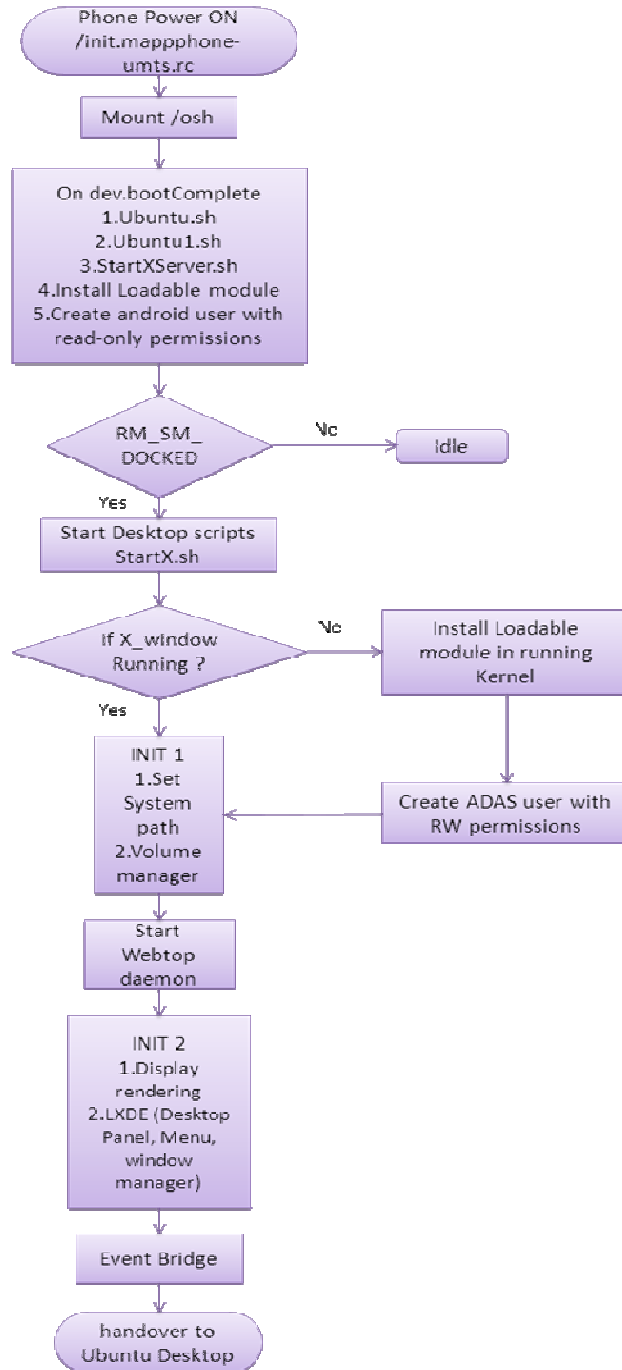 Phone Power ON
/init.mappphone-
umts.rc
Mount /osh
On dev.bootComplete
1.Ubuntu.sh
2.Ubuntu1.sh
3.StartXServer.sh
4.Install Loadable module
5.Create android user with
read-only permissions
RM_SM_
DOCKED
No
Idle
Yes
Start Desktop scripts
StartX.sh
If X_window
Running ?
No
Install Loadable
module in running
Kernel
Yes
INIT 1
1.Set
System
path
2.Volume
manager
Create ADAS user with
RW permissions
Start
Webtop
daemon
INIT 2
1.Display
rendering
2.LXDE (Desktop
Panel, Menu,
window
manager)
Event Bridge
handover to
Ubuntu Desktop